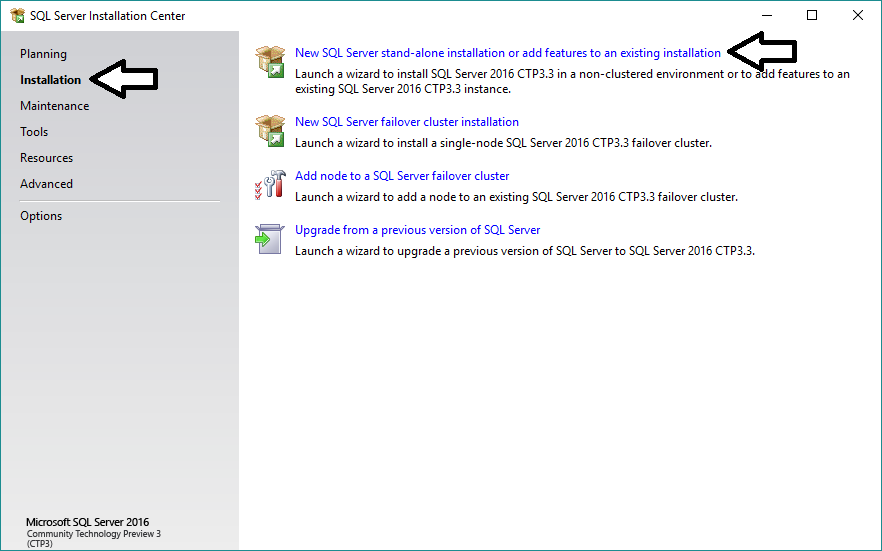 SQL Server Installation Center
Planning
Installation
Maintenance
Tools
Resources
Advanced
Options
New SQL Server stand-alone installation or add features to an existing installation
Launch a wizard to install SQL Server 2016 CTP3.3 in a non-clustered environment or to add features to an
existing SQL Server 2016 CTP3.3 instance.
New SQL Server failover cluster installation
Launch a wizard to install a single-node SQL Server 2016 CTP3.3 failover cluster.
Add node to a SQL Server failover cluster
Launch a wizard to add a node to an existing SQL Server 2016 CTP3.3 failover cluster.
Upgrade from a previous version of SQL Server
Launch a wizard to upgrade a previous version of SQL Server to SQL Server 2016 CTP3.3.
Microsoft SQL Server 2016
Community Technology Preview 3
(CTP3)